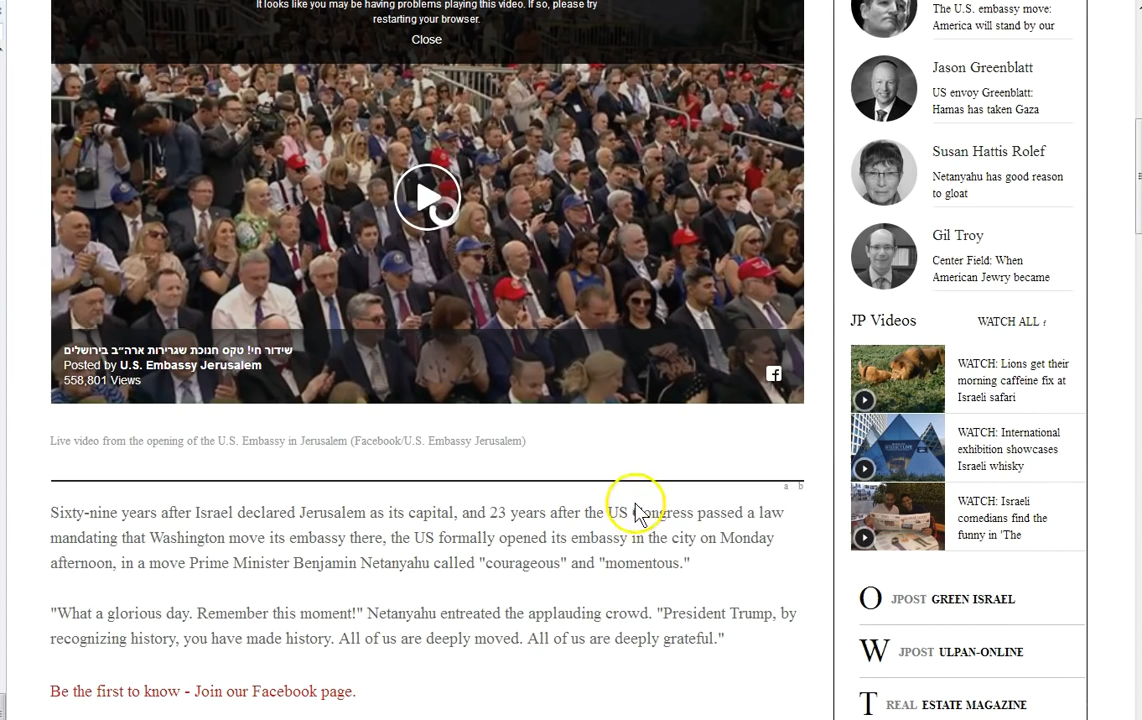 It looks like you may be having problems playing this video. If so, please try
restarting your browser.
Close
שידור חי! טקס חנוכת שגרירות ארה״ב בירושלים
Posted by U.S. Embassy Jerusalem
558,801 Views
Live video from the opening of the U.S. Embassy in Jerusalem (Facebook/U.S. Embassy Jerusalem)
a b
Sixty-nine years after Israel declared Jerusalem as its capital, and 23 years after the US Congress passed a law
mandating that Washington move its embassy there, the US formally opened its embassy in the city on Monday
afternoon, in a move Prime Minister Benjamin Netanyahu called "courageous" and "momentous."
"What a glorious day. Remember this moment!" Netanyahu entreated the applauding crowd. "President Trump, by
recognizing history, you have made history. All of us are deeply moved. All of us are deeply grateful."
Be the first to know - Join our Facebook page.
The U.S. embassy move:
America will stand by our
Jason Greenblatt
US envoy Greenblatt:
Hamas has taken Gaza
Susan Hattis Rolef
Netanyahu has good reason
to gloat
Gil Troy
Center Field: When
American Jewry became
JP Videos
WATCH ALL f
WATCH: Lions get their
morning caffeine fix at
Israeli safari
WATCH: International
exhibition showcases
Israeli whisky
WATCH: Israeli
comedians find the
funny in 'The
O JPOST GREEN ISRAEL
W JPOST ULPAN-ONLINE
T REAL ESTATE MAGAZINE